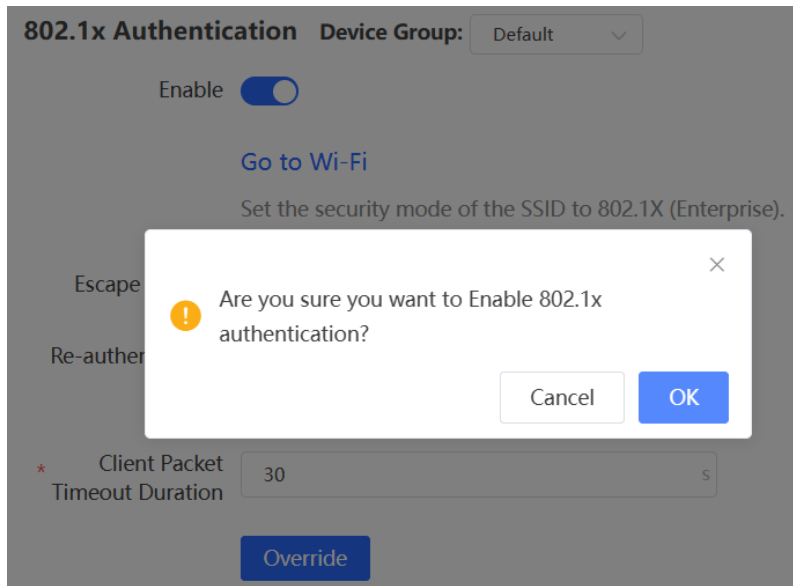 802.1x Authentication Device Group: Default
Enable
Go to Wi-Fi
Set the security mode of the SSID to 802.1X (Enterprise).
Escape
Are you sure you want to Enable 802.1x
authentication?
Re-auther
Cancel OK
* Client Packet
Timeout Duration
30 s
Override